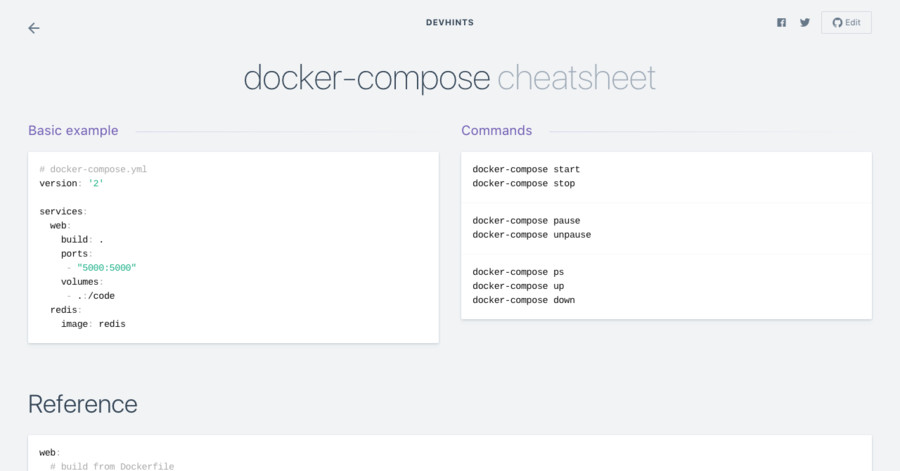 DEVHINTS
Edit
docker-compose cheatsheet
Basic example
# docker-compose.yml
version: '2'
services:
  web:
    build: .
    ports:
     - "5000:5000"
    volumes:
     - .:/code
  redis:
    image: redis
Commands
docker-compose start
docker-compose stop
docker-compose pause
docker-compose unpause
docker-compose ps
docker-compose up
docker-compose down
Reference
web:
  # build from Dockerfile